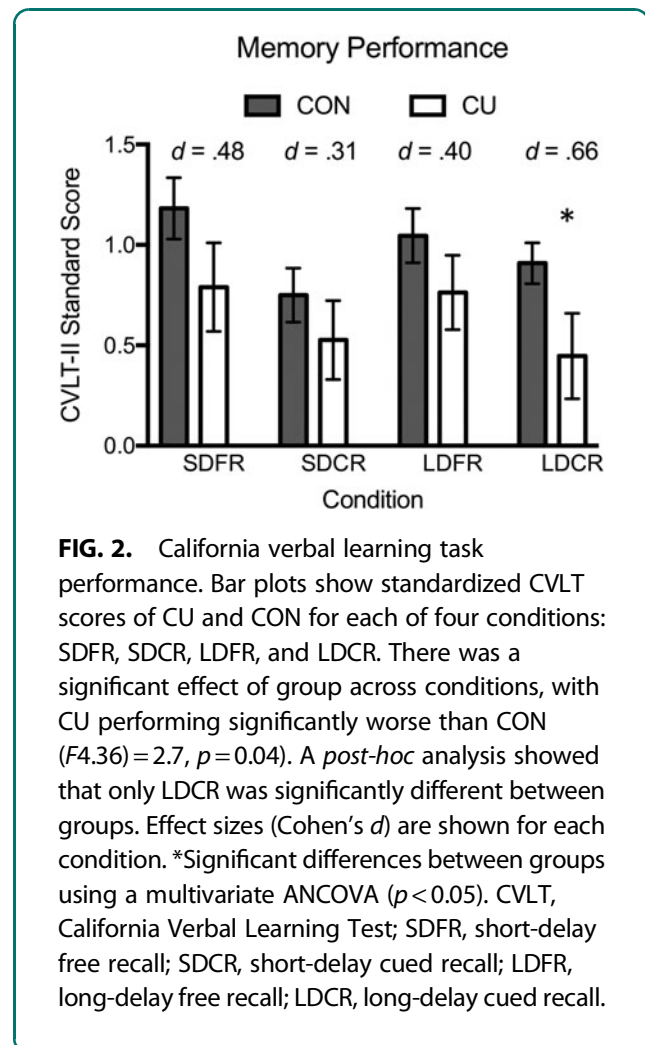 Memory Performance
CON CU
CVLT-II Standard Score
1.5
1.0
0.5
0.0
d = .48 d = .31 d = .40 d = .66
*
SDFR SDCR LDFR LDCR
Condition
FIG. 2. California verbal learning task
performance. Bar plots show standardized CVLT
scores of CU and CON for each of four conditions:
SDFR, SDCR, LDFR, and LDCR. There was a
significant effect of group across conditions, with
CU performing significantly worse than CON
(F4.36) = 2.7, p = 0.04). A post-hoc analysis showed
that only LDCR was significantly different between
groups. Effect sizes (Cohen's d) are shown for each
condition. *Significant differences between groups
using a multivariate ANCOVA (p < 0.05). CVLT,
California Verbal Learning Test; SDFR, short-delay
free recall; SDCR, short-delay cued recall; LDFR,
long-delay free recall; LDCR, long-delay cued recall.